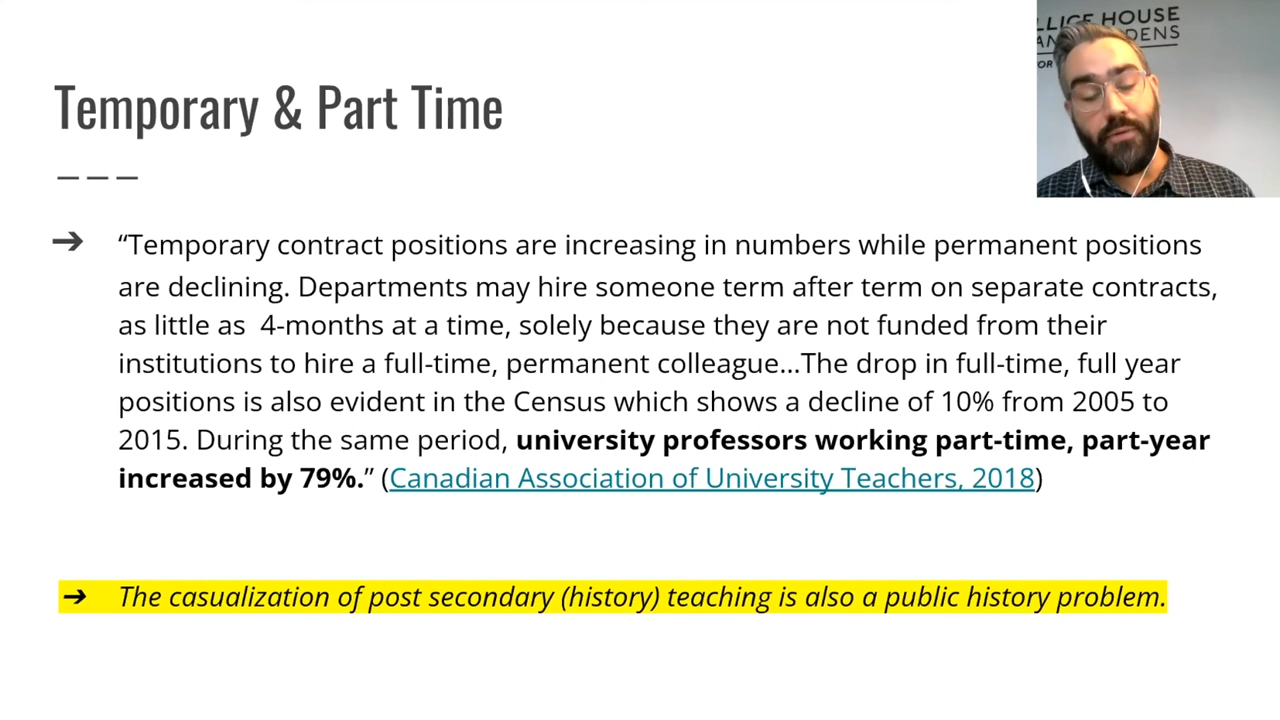 LLICE HOUSE
AN
DENS
OR
Temporary & Part Time
➔ “Temporary contract positions are increasing in numbers while permanent positions
are declining. Departments may hire someone term after term on separate contracts,
as little as  4-months at a time, solely because they are not funded from their
institutions to hire a full-time, permanent colleague...The drop in full-time, full year
positions is also evident in the Census which shows a decline of 10% from 2005 to
2015. During the same period, university professors working part-time, part-year
increased by 79%.” (Canadian Association of University Teachers, 2018)
➔ The casualization of post secondary (history) teaching is also a public history problem.